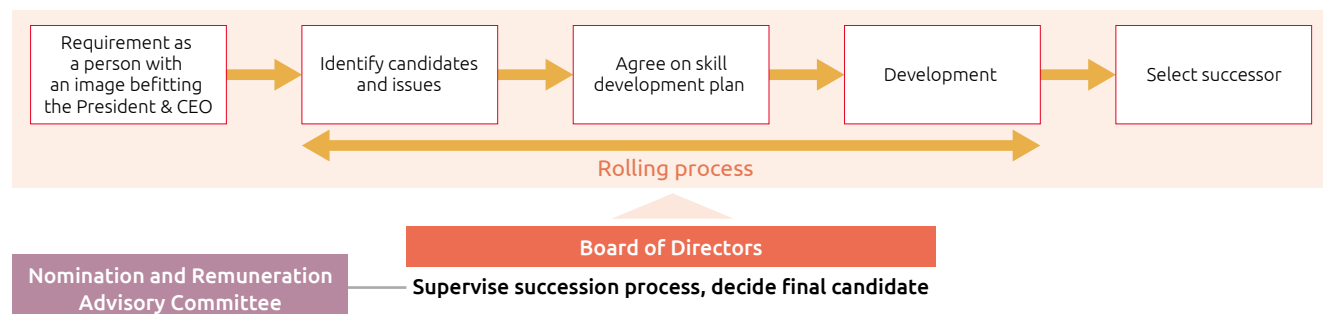 Requirement as
a person with
an image befitting
the President & CEO
Identify candidates
and issues
Agree on skill
development plan
Development
Select successor
Rolling process
Board of Directors
Nomination and Remuneration
Advisory Committee
Supervise succession process, decide final candidate